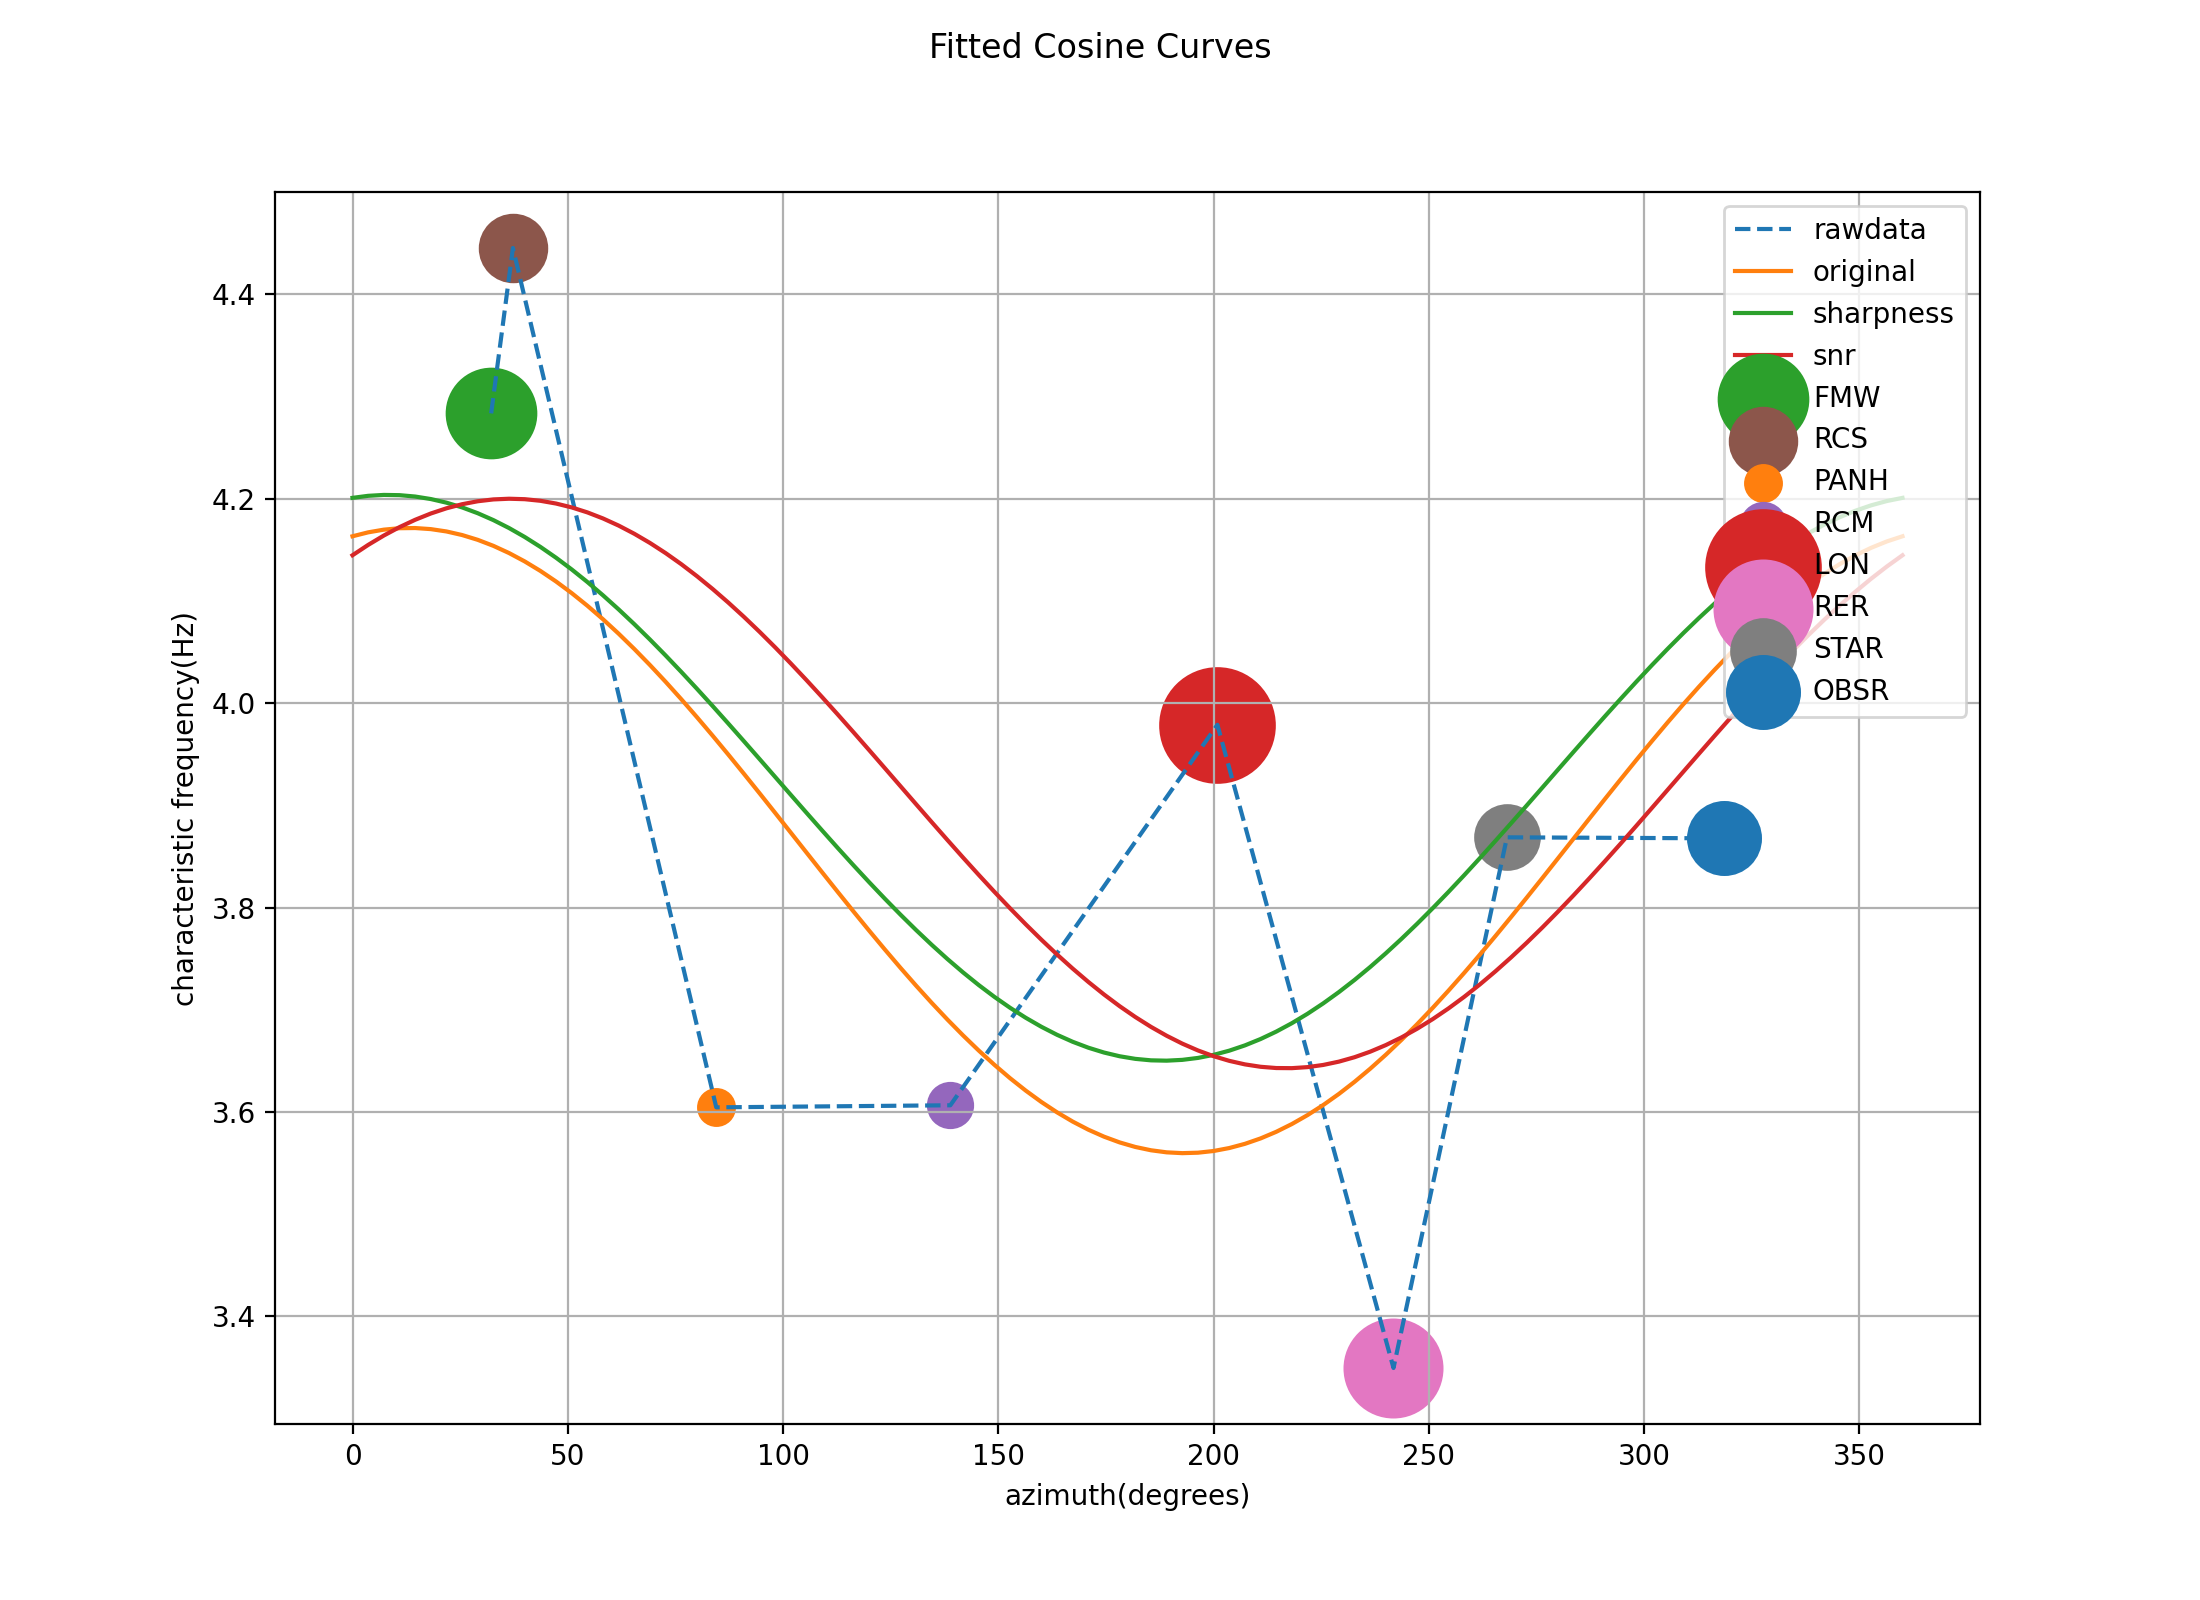 Fitted Cosine Curves
characteristic frequency(Hz)
4.4
4.2
4.0
3.8
3.6
3.4
rawdata
original
sharpness
snr
FMW
RCS
PANH
RCM
LON
RER
STAR
OBSR
0 50 100 150 200 250 300 350
azimuth(degrees)